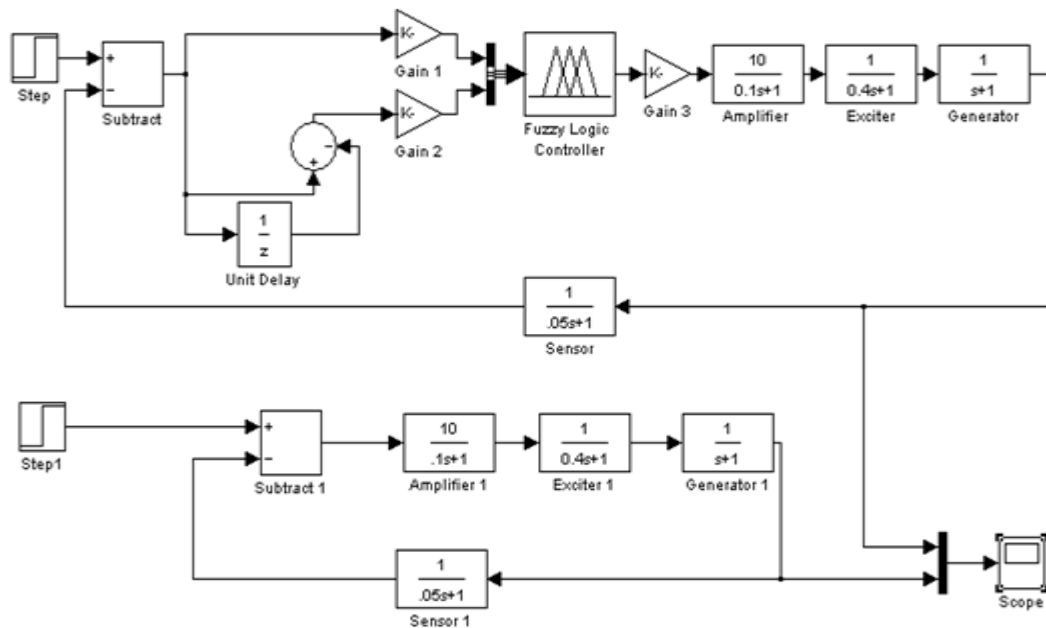 Step
+
−
Subtract
K-
Gain 1
K-
Gain 2
−
+
1
z
Unit Delay
Fuzzy Logic
Controller
K-
Gain 3
10
0.1s+1
Amplifier
1
0.4s+1
Exciter
1
s+1
Generator
1
.05s+1
Sensor
Step1
+
−
Subtract 1
10
.1s+1
Amplifier 1
1
0.4s+1
Exciter 1
1
s+1
Generator 1
1
.05s+1
Sensor 1
Scope